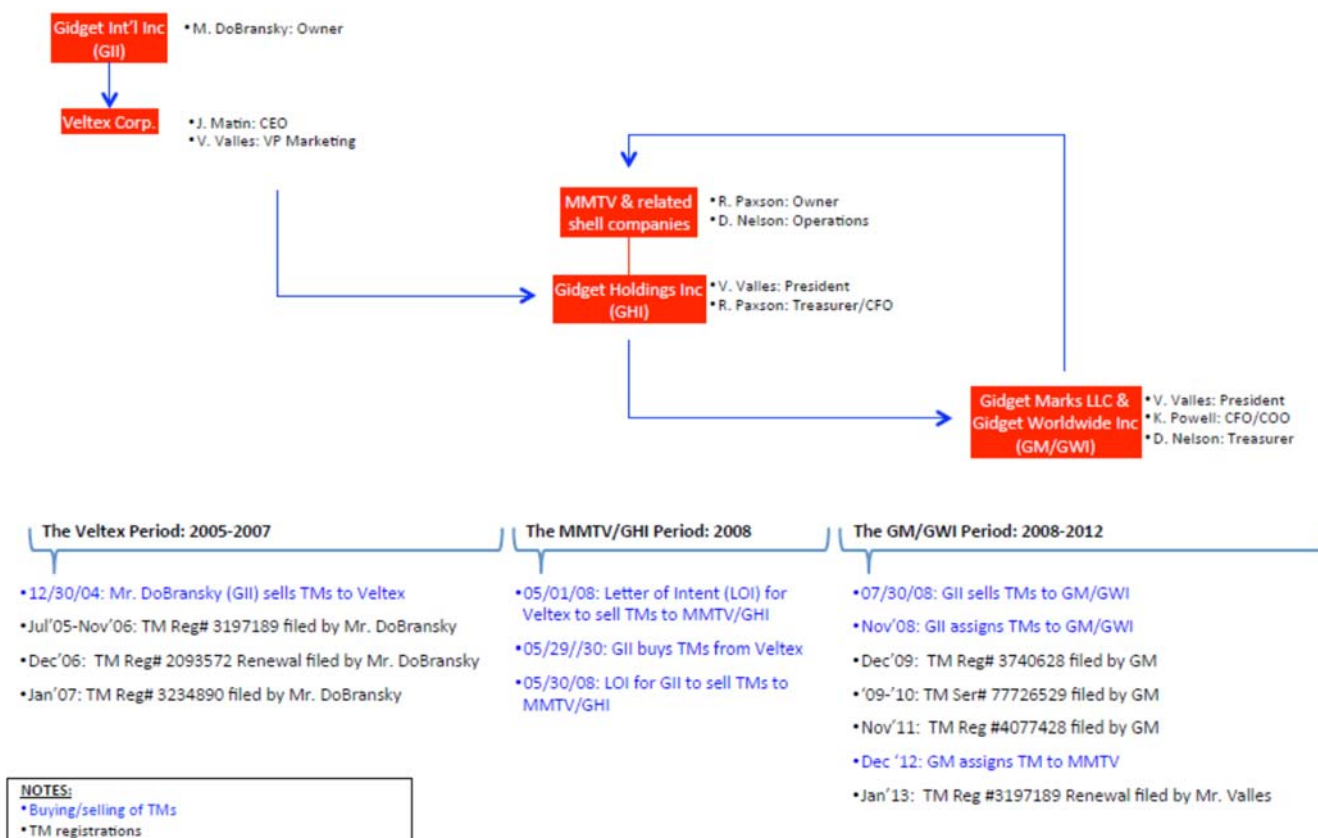 Gidget Int'l Inc
(GII)
•M. DoBransky: Owner
Veltex Corp.
•J. Matin: CEO
•V. Valles: VP Marketing
MMTV & related
shell companies
•R. Paxson: Owner
•D. Nelson: Operations
Gidget Holdings Inc
(GHI)
•V. Valles: President
•R. Paxson: Treasurer/CFO
Gidget Marks LLC &
Gidget Worldwide Inc
(GM/GWI)
•V. Valles: President
•K. Powell: CFO/COO
•D. Nelson: Treasurer
The Veltex Period: 2005-2007
•12/30/04: Mr. DoBransky (GII) sells TMs to Veltex
•Jul'05-Nov'06: TM Reg# 3197189 filed by Mr. DoBransky
•Dec'06: TM Reg# 2093572 Renewal filed by Mr. DoBransky
•Jan'07: TM Reg# 3234890 filed by Mr. DoBransky
The MMTV/GHI Period: 2008
•05/01/08: Letter of Intent (LOI) for
Veltex to sell TMs to MMTV/GHI
•05/29//30: GII buys TMs from Veltex
•05/30/08: LOI for GII to sell TMs to
MMTV/GHI
The GM/GWI Period: 2008-2012
•07/30/08: GII sells TMs to GM/GWI
•Nov'08: GII assigns TMs to GM/GWI
•Dec'09: TM Reg# 3740628 filed by GM
•'09-'10: TM Ser# 77726529 filed by GM
•Nov'11: TM Reg #4077428 filed by GM
•Dec '12: GM assigns TM to MMTV
•Jan'13: TM Reg #3197189 Renewal filed by Mr. Valles
NOTES:
•Buying/selling of TMs
•TM registrations